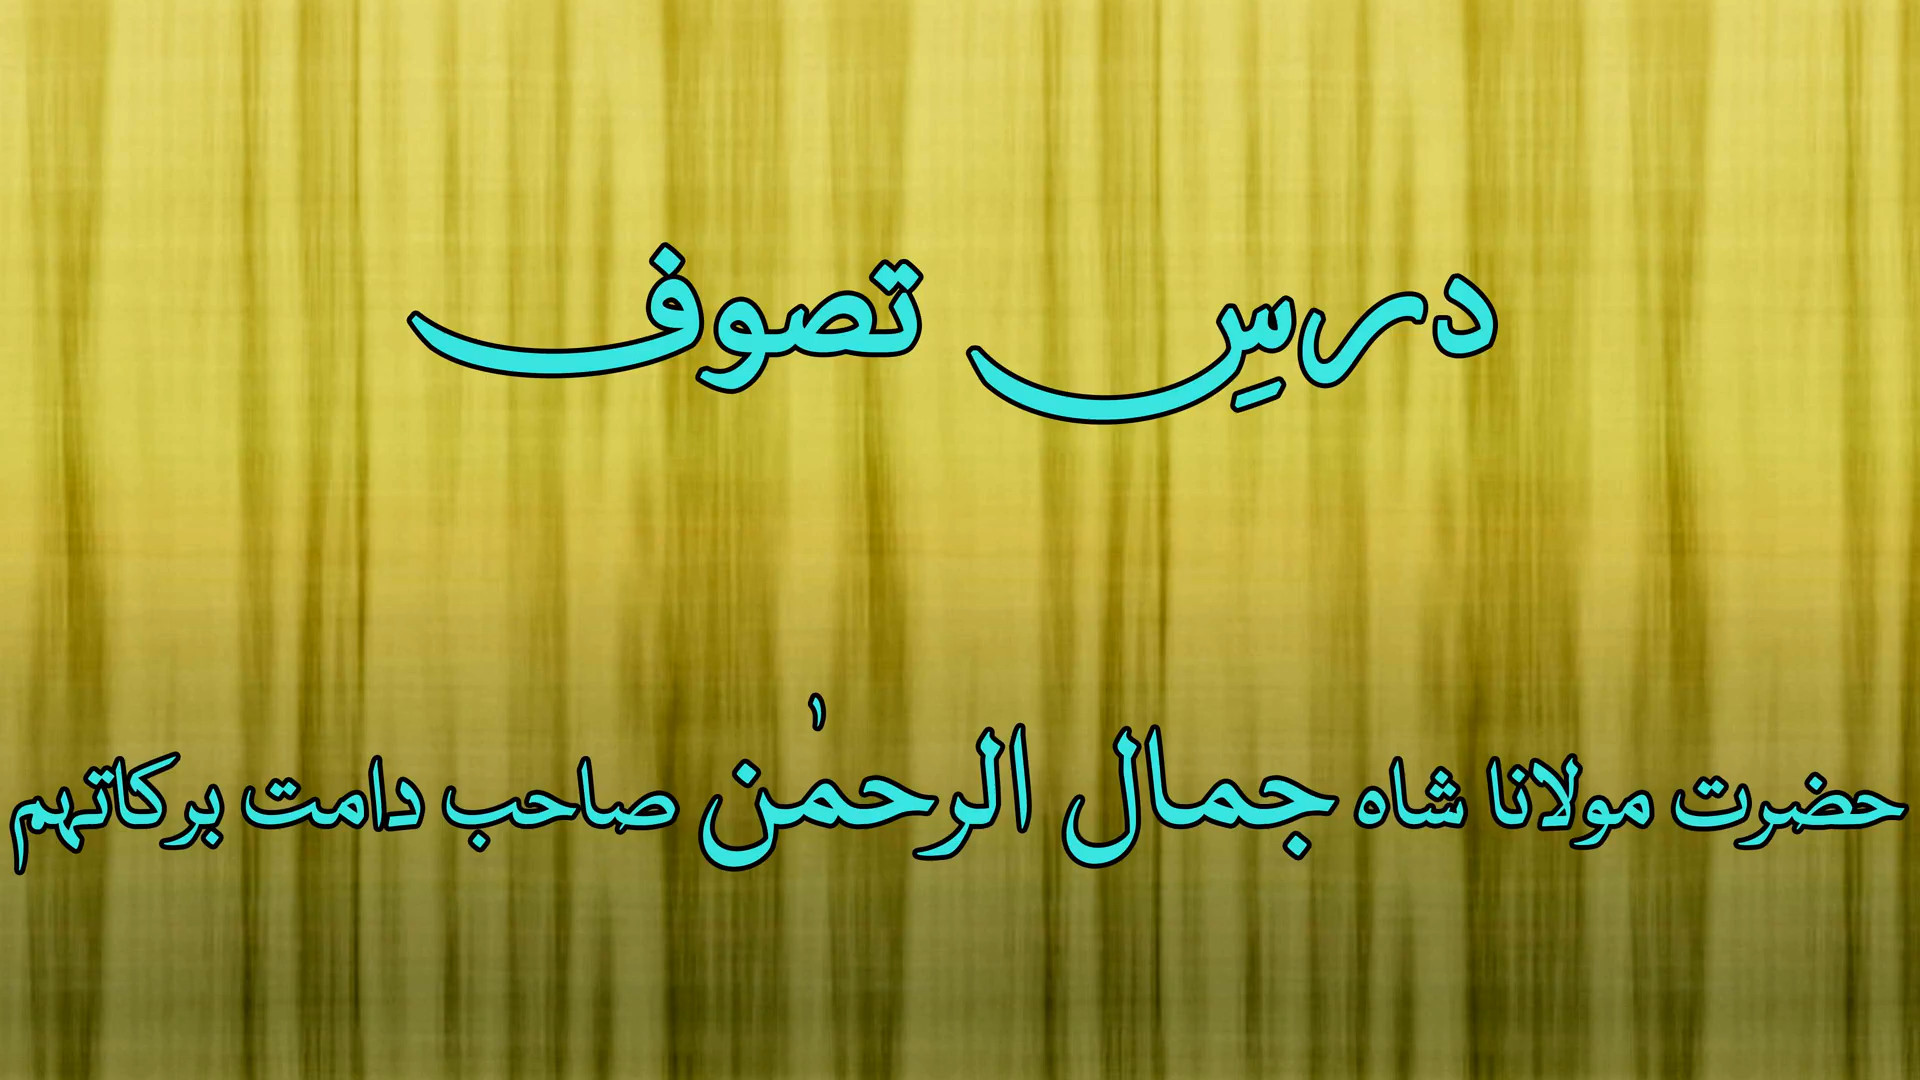 درسِ تصوف
حضرت مولانا شاہ جمال الرحمٰن صاحب دامت برکاتہم